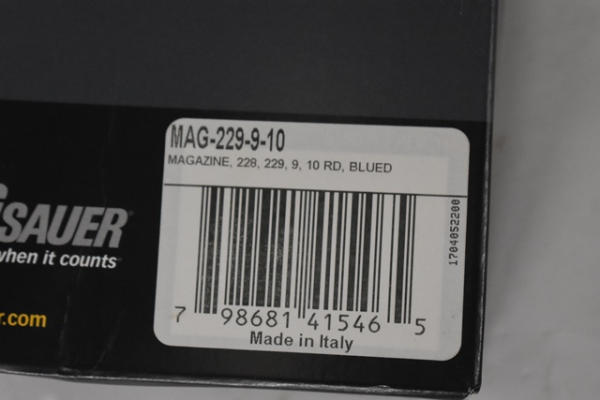 MAG-229-9-10
MAGAZINE, 228, 229, 9, 10 RD, BLUED
SAUER
when it counts
r.com
1704052200
7 98681 41546 5
Made in Italy